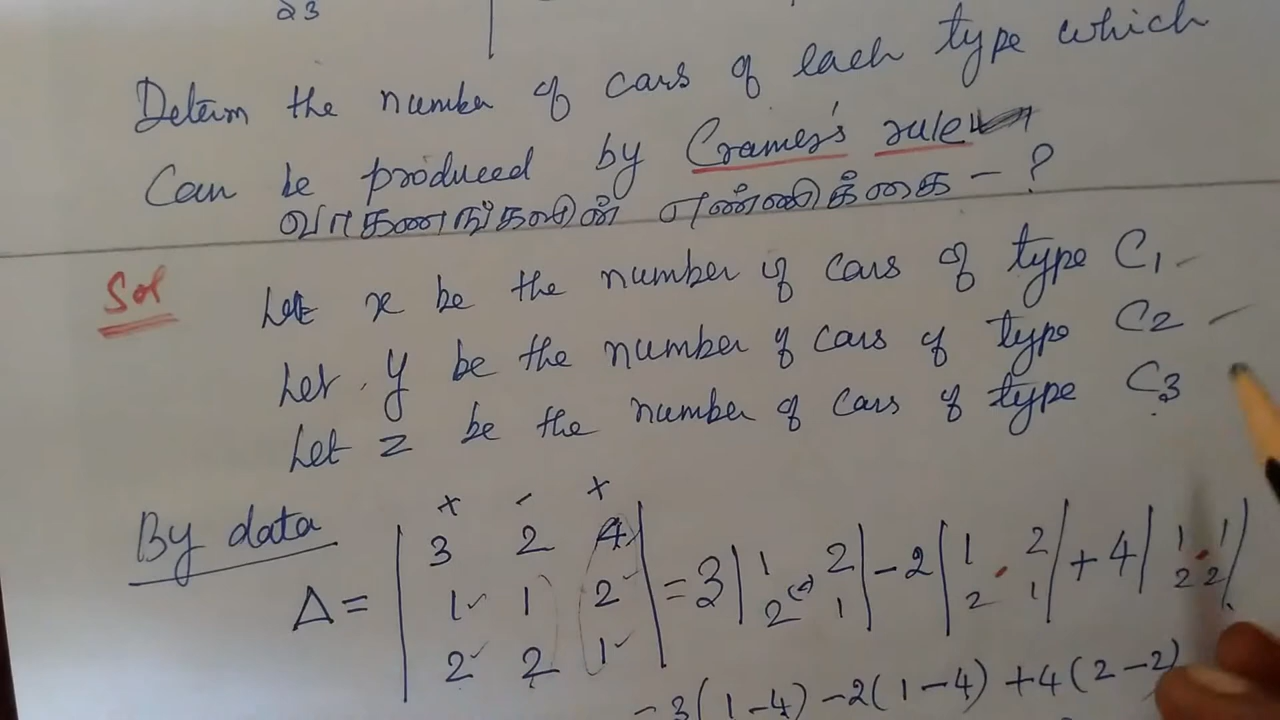 23
Determ the number of cars of each type which
Can be produced by Cramer's rule
வாகணங்களின் எண்ணிக்கை - ?
Sol
Let x be the number of cars of type C1 -
Let y be the number of cars of type C2 -
Let z be the number of cars of type C3
By data
+ - +
Δ = | 3 2 4 | = 3 | 1 2 | - 2 | 1 2 | + 4 | 1 1 |
| 1 1 2 | | 2 1 | | 2 1 | | 2 2 |
| 2 2 1 |
= 3(1-4) -2(1-4) +4(2-2)